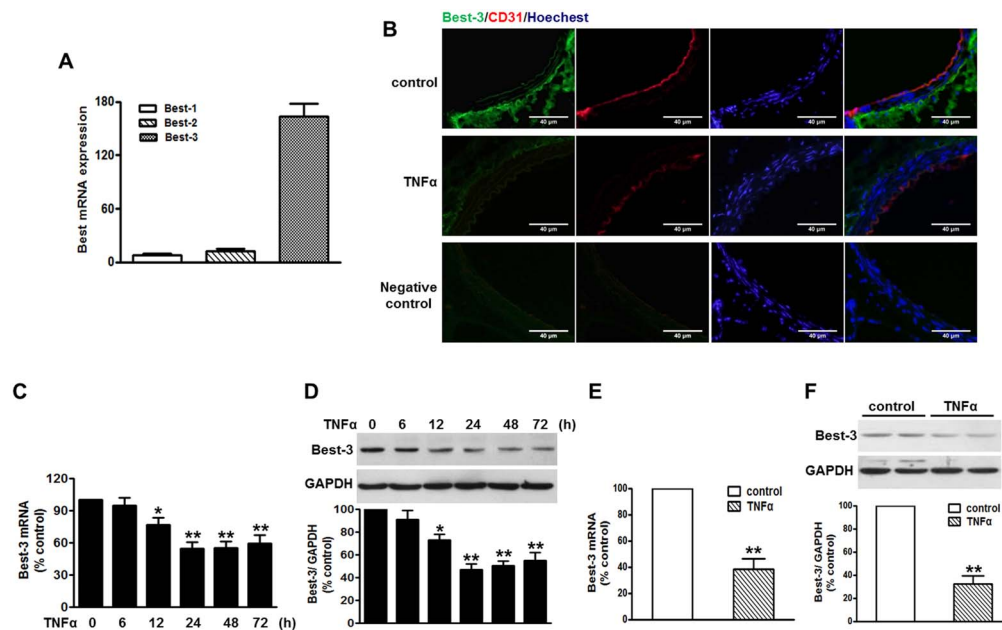 A
180
120
60
0
Best mRNA expression
Best-1
Best-2
Best-3
B
Best-3/CD31/Hoechest
control
40 µm
40 µm
40 µm
40 µm
TNFα
40 µm
40 µm
40 µm
40 µm
Negative
control
40 µm
40 µm
40 µm
40 µm
C
Best-3 mRNA
(% control)
120
90
60
30
0
*
**
**
**
TNFα 0 6 12 24 48 72 (h)
D
TNFα 0 6 12 24 48 72 (h)
Best-3
GAPDH
Best-3/ GAPDH
(% control)
100
80
60
40
20
0
*
**
**
**
E
Best-3 mRNA
(% control)
100
80
60
40
20
0
control
TNFα
**
F
control TNFα
Best-3
GAPDH
Best-3/ GAPDH
(% control)
100
80
60
40
20
0
control
TNFα
**